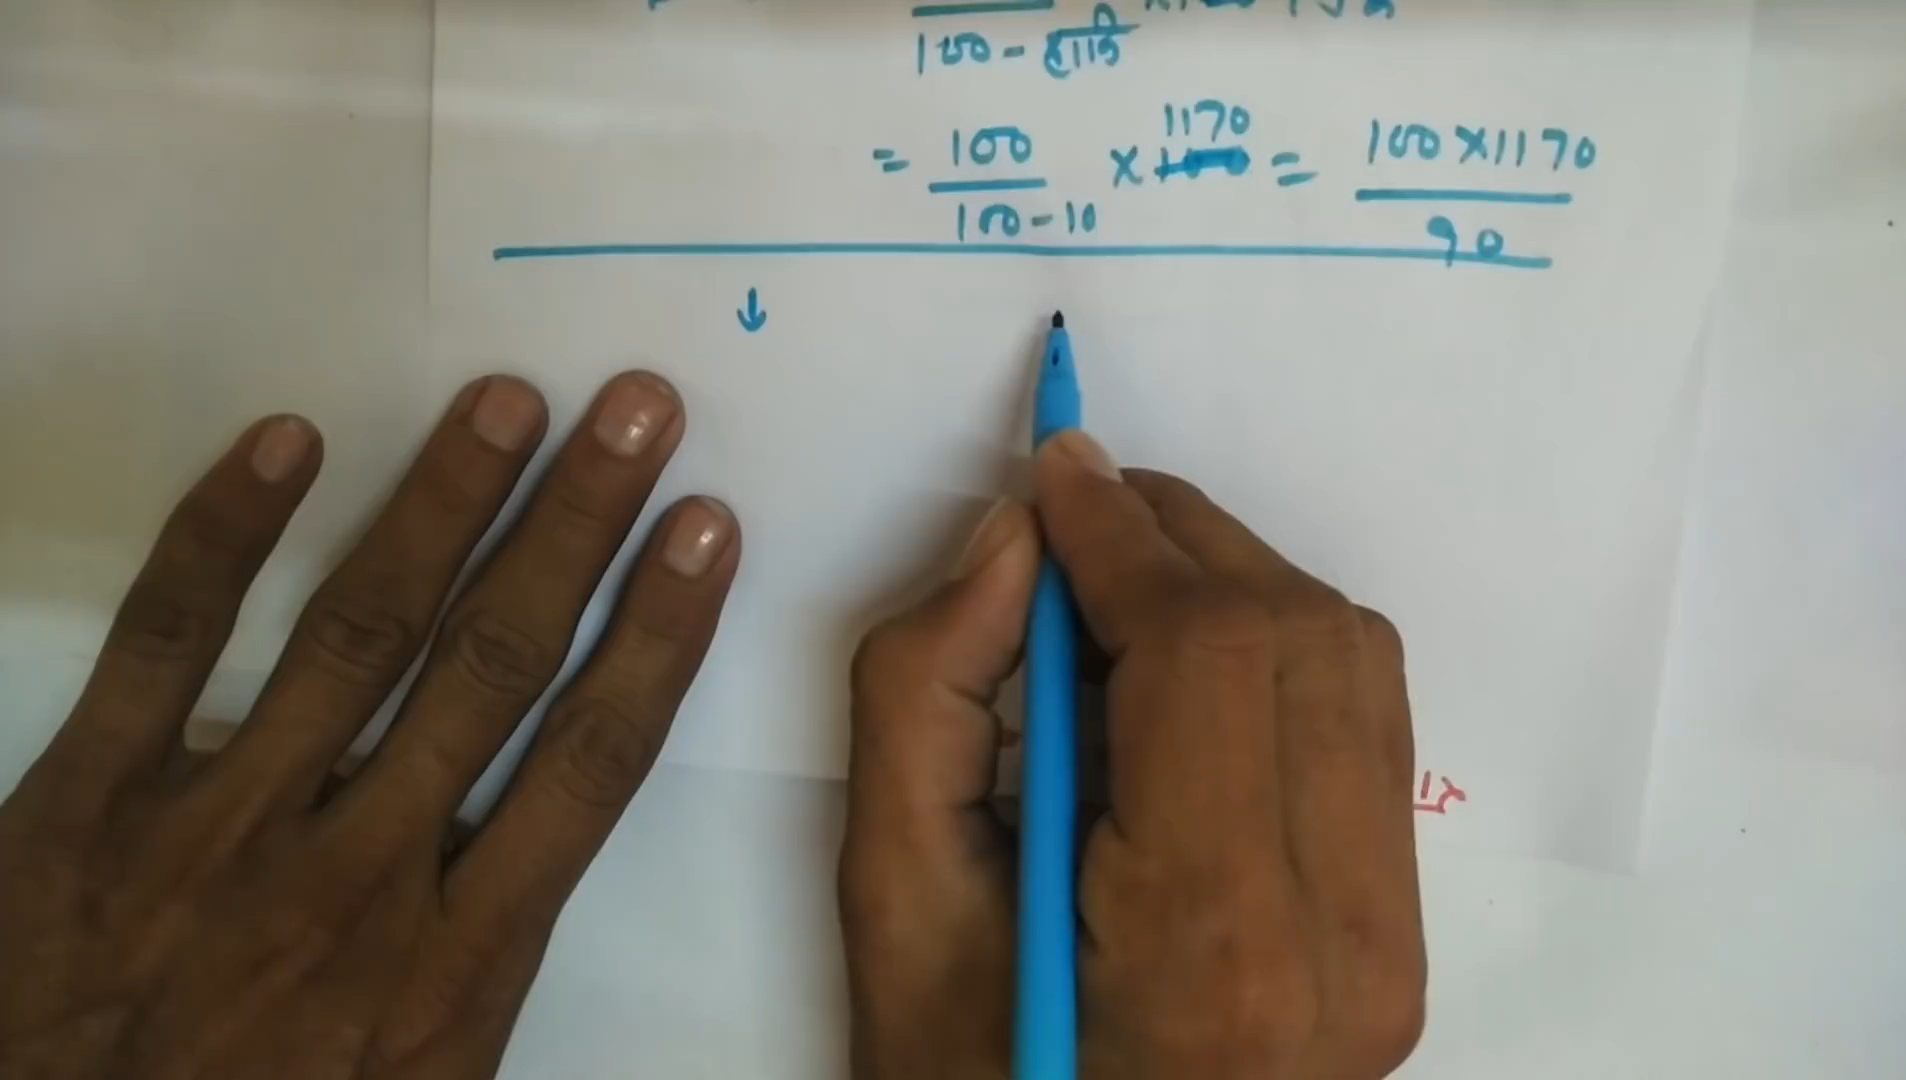 100 - हानि
= 100 / 100 - 10 × 1170 = 100 × 1170 / 90
↓